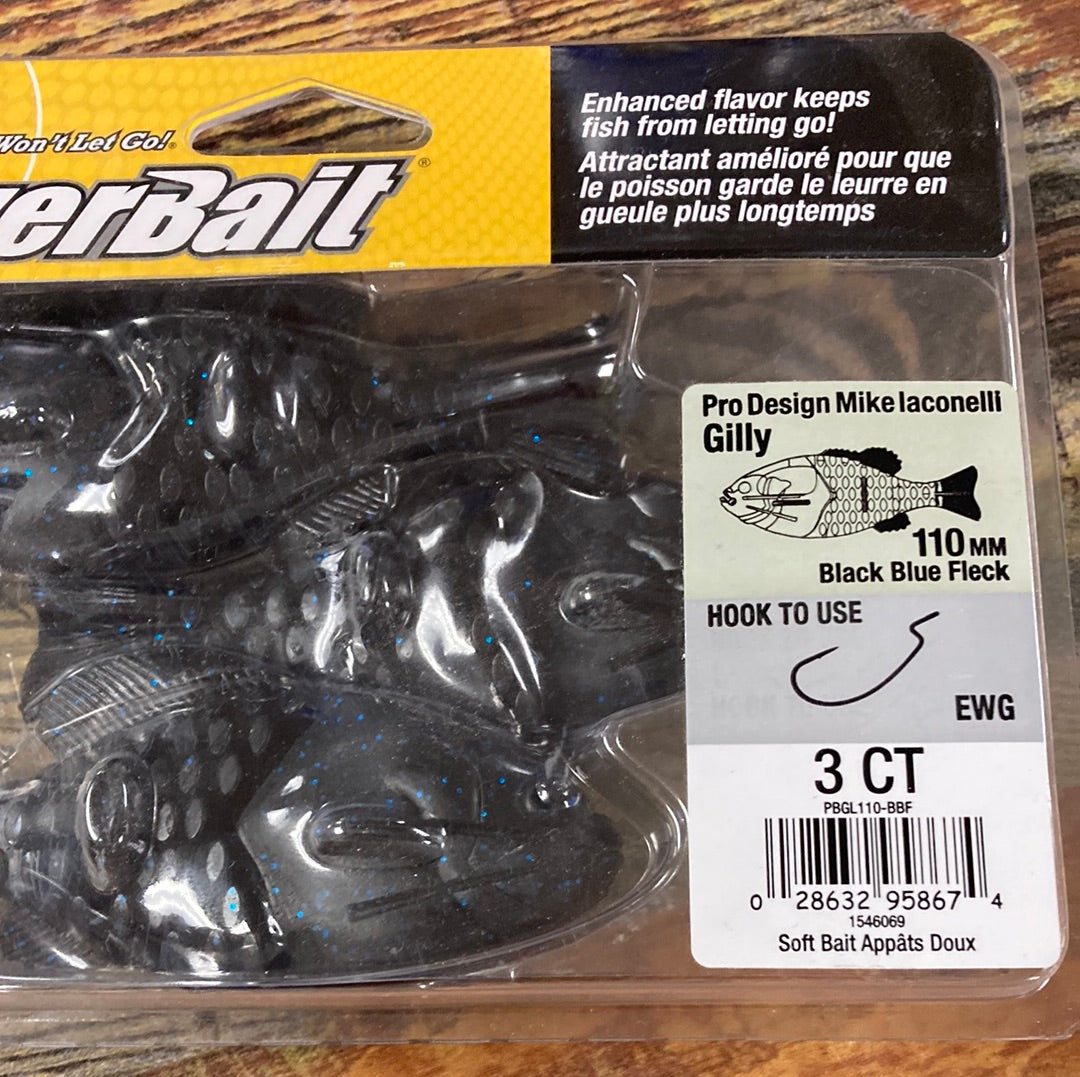 Won't Let Go!®
erBait®
Enhanced flavor keeps
fish from letting go!
Attractant amélioré pour que
le poisson garde le leurre en
gueule plus longtemps
Pro Design Mike Iaconelli
Gilly
110 MM
Black Blue Fleck
HOOK TO USE
EWG
3 CT
PBGL110-BBF
0 28632 95867 4
1546069
Soft Bait Appâts Doux